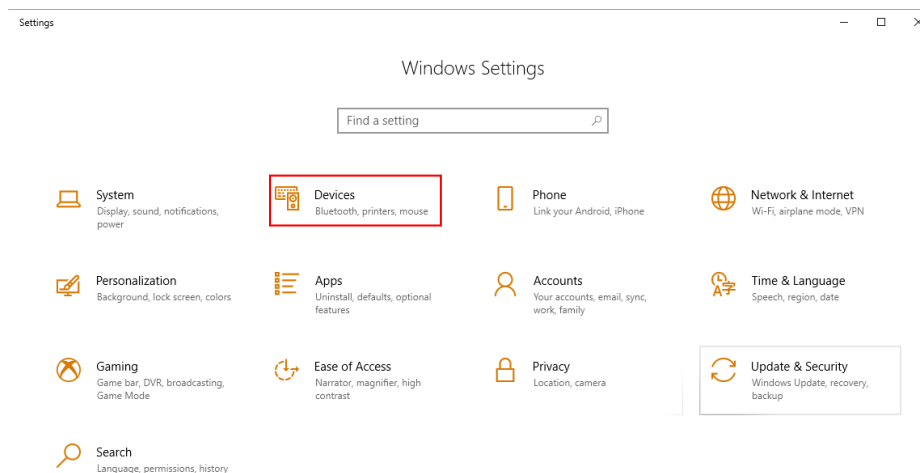 Settings
Windows Settings
Find a setting
System
Display, sound, notifications,
power
Devices
Bluetooth, printers, mouse
Phone
Link your Android, iPhone
Network & Internet
Wi-Fi, airplane mode, VPN
Personalization
Background, lock screen, colors
Apps
Uninstall, defaults, optional
features
Accounts
Your accounts, email, sync,
work, family
Time & Language
Speech, region, date
Gaming
Game bar, DVR, broadcasting,
Game Mode
Ease of Access
Narrator, magnifier, high
contrast
Privacy
Location, camera
Update & Security
Windows Update, recovery,
backup
Search
Language, permissions, history